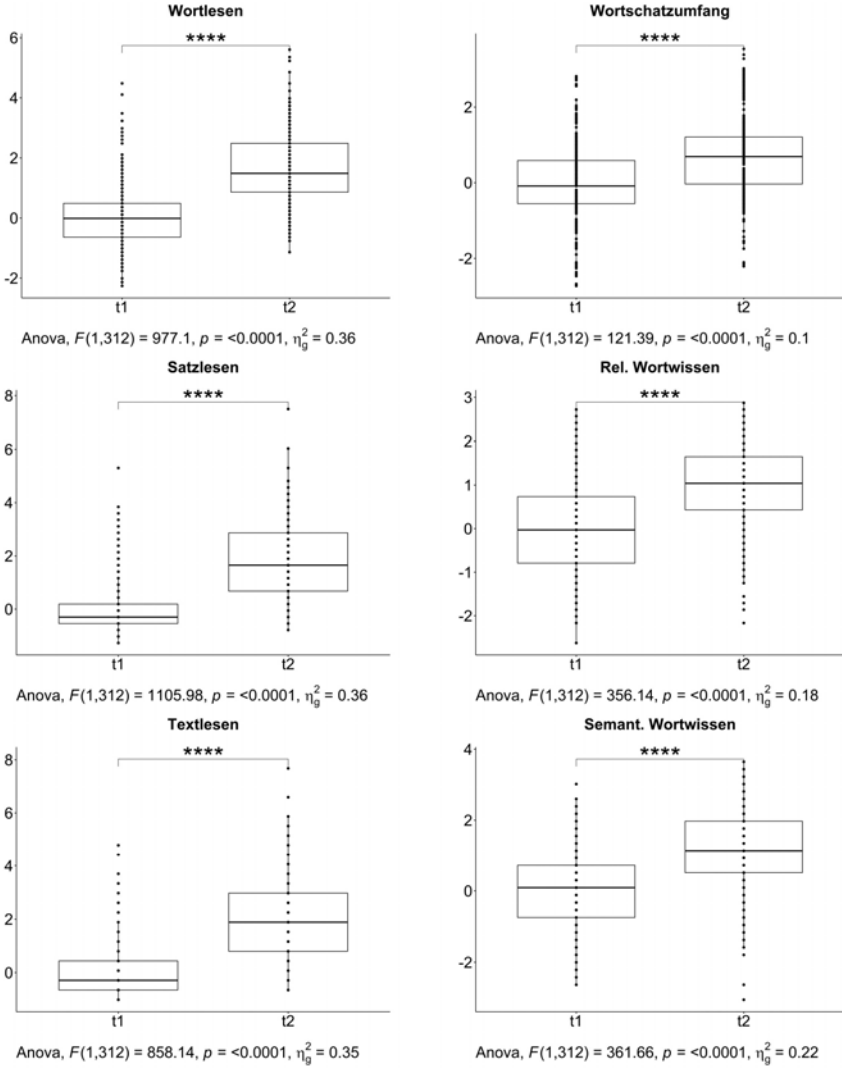 Wortlesen
****
6
4
2
0
-2
t1 t2
Anova, F(1,312) = 977.1, p = <0.0001, η²g = 0.36
Wortschatzumfang
****
2
0
-2
t1 t2
Anova, F(1,312) = 121.39, p = <0.0001, η²g = 0.1
Satzlesen
****
8
6
4
2
0
t1 t2
Anova, F(1,312) = 1105.98, p = <0.0001, η²g = 0.36
Rel. Wortwissen
****
3
2
1
0
-1
-2
t1 t2
Anova, F(1,312) = 356.14, p = <0.0001, η²g = 0.18
Textlesen
****
8
6
4
2
0
t1 t2
Anova, F(1,312) = 858.14, p = <0.0001, η²g = 0.35
Semant. Wortwissen
****
4
2
0
-2
t1 t2
Anova, F(1,312) = 361.66, p = <0.0001, η²g = 0.22